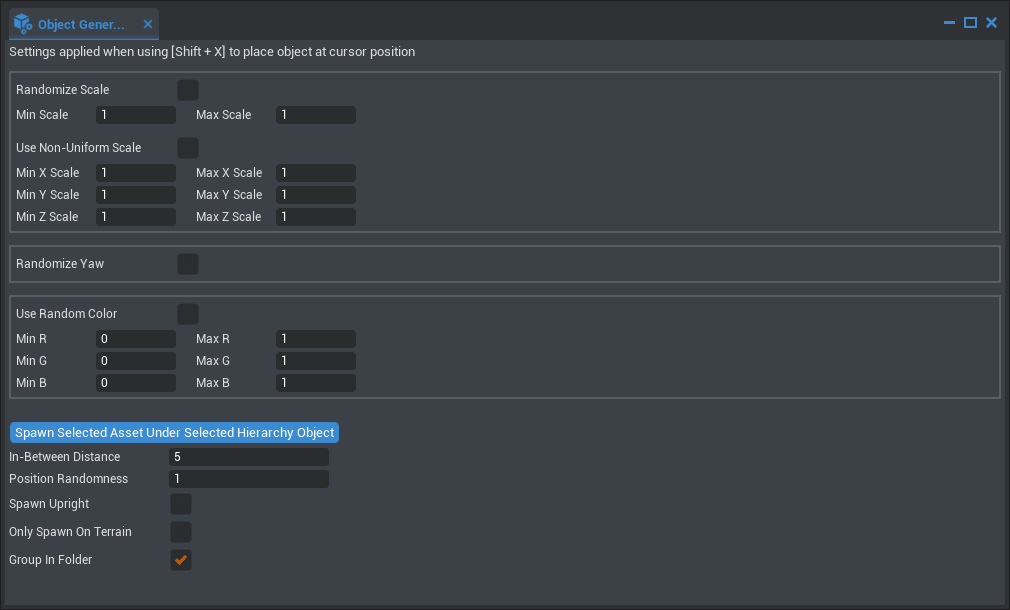 Object Gener...
Settings applied when using [Shift + X] to place object at cursor position
Randomize Scale
Min Scale 1 Max Scale 1
Use Non-Uniform Scale
Min X Scale 1 Max X Scale 1
Min Y Scale 1 Max Y Scale 1
Min Z Scale 1 Max Z Scale 1
Randomize Yaw
Use Random Color
Min R 0 Max R 1
Min G 0 Max G 1
Min B 0 Max B 1
Spawn Selected Asset Under Selected Hierarchy Object
In-Between Distance 5
Position Randomness 1
Spawn Upright
Only Spawn On Terrain
Group In Folder